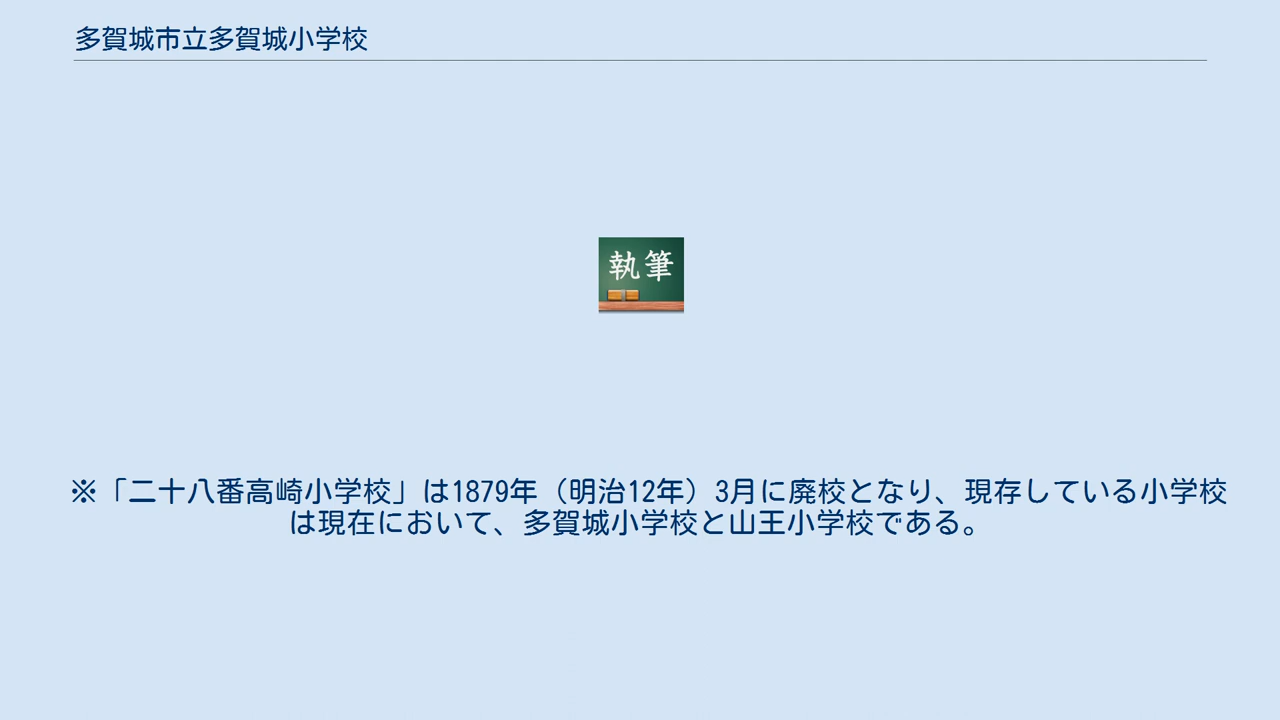 多賀城市立多賀城小学校
執筆
※「二十八番高崎小学校」は1879年（明治12年）3月に廃校となり、現存している小学校
は現在において、多賀城小学校と山王小学校である。